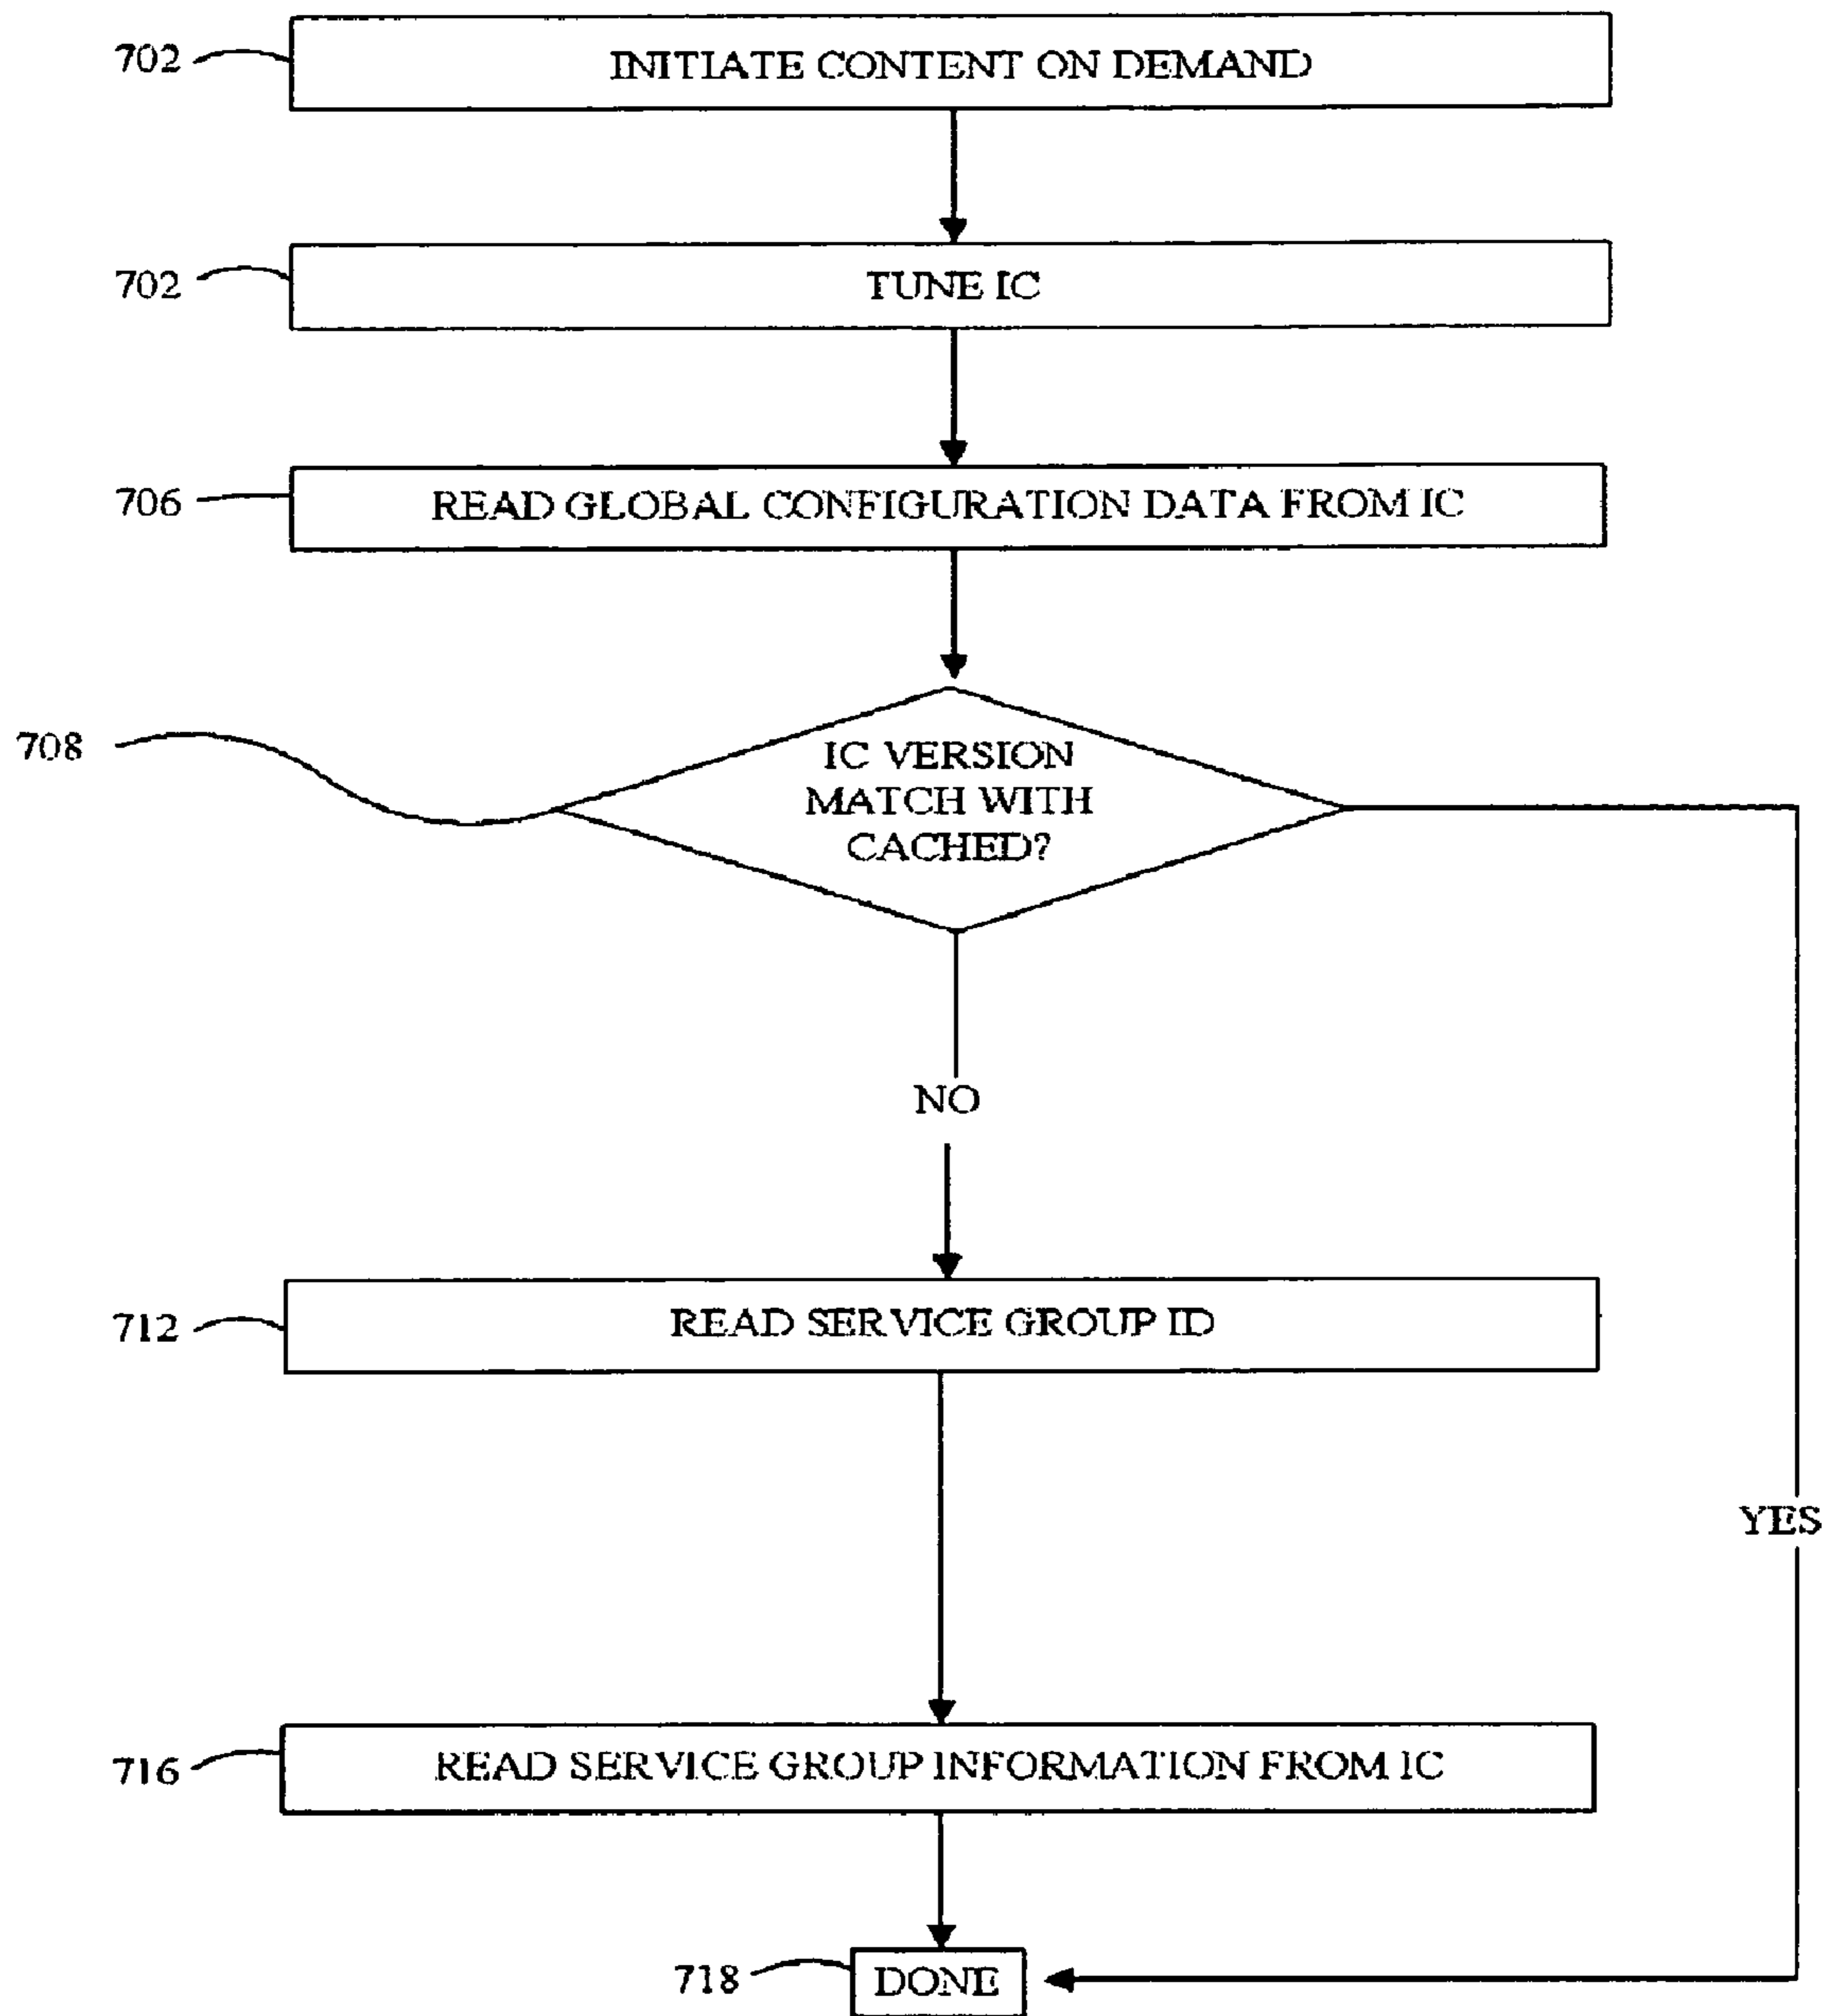 702 INITIATE CONTENT ON DEMAND
702 TUNE IC
706 READ GLOBAL CONFIGURATION DATA FROM IC
708
IC VERSION
MATCH WITH
CACHED?
NO
712 READ SERVICE GROUP ID
YES
716 READ SERVICE GROUP INFORMATION FROM IC
718 DONE